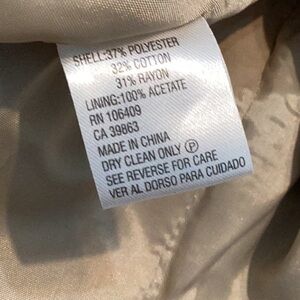 SHELL:37% POLYESTER
32% COTTON
31% RAYON
LINING:100% ACETATE
RN 106409
CA 39863
MADE IN CHINA
DRY CLEAN ONLY Ⓟ
SEE REVERSE FOR CARE
VER AL DORSO PARA CUIDADO